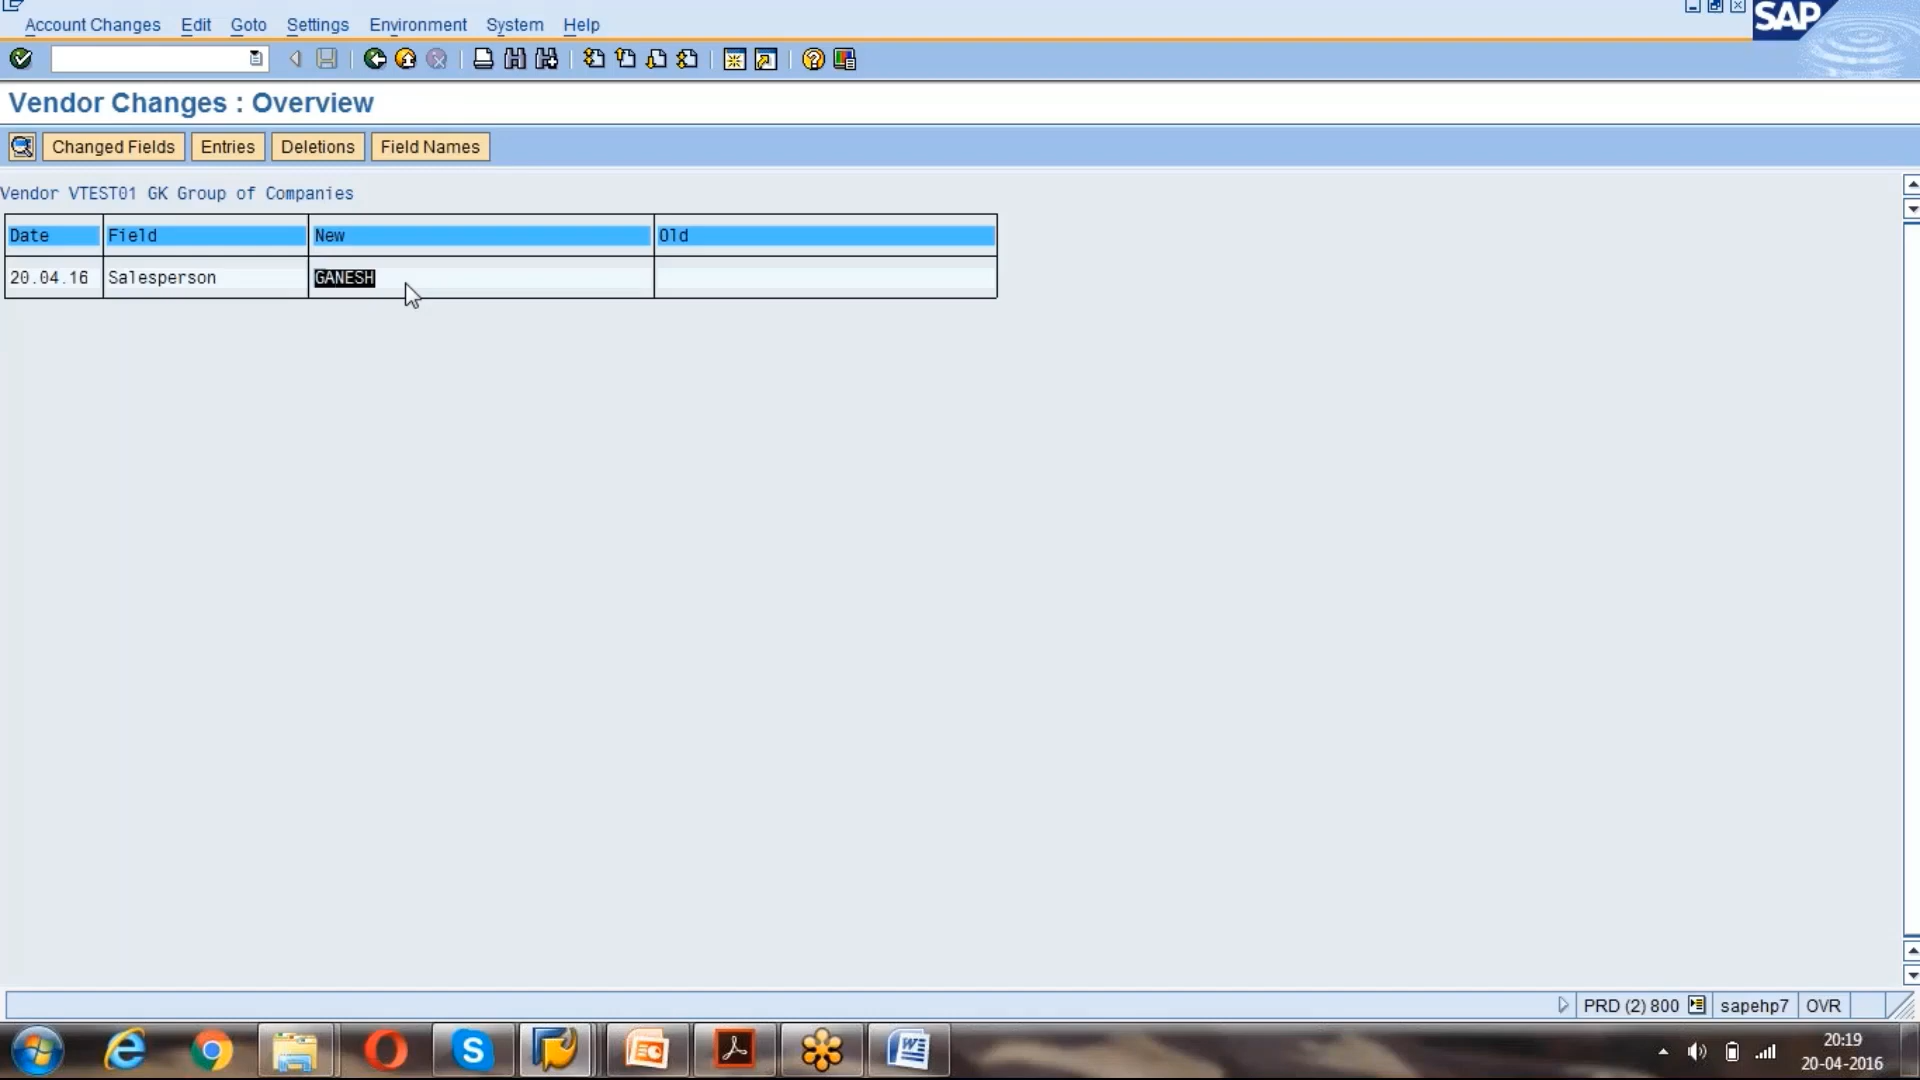 Account Changes Edit Goto Settings Environment System Help
SAP
Vendor Changes : Overview
Changed Fields Entries Deletions Field Names
Vendor VTEST01 GK Group of Companies
Date Field New Old
20.04.16 Salesperson GANESH
PRD (2) 800 sapehp7 OVR
20:19
20-04-2016